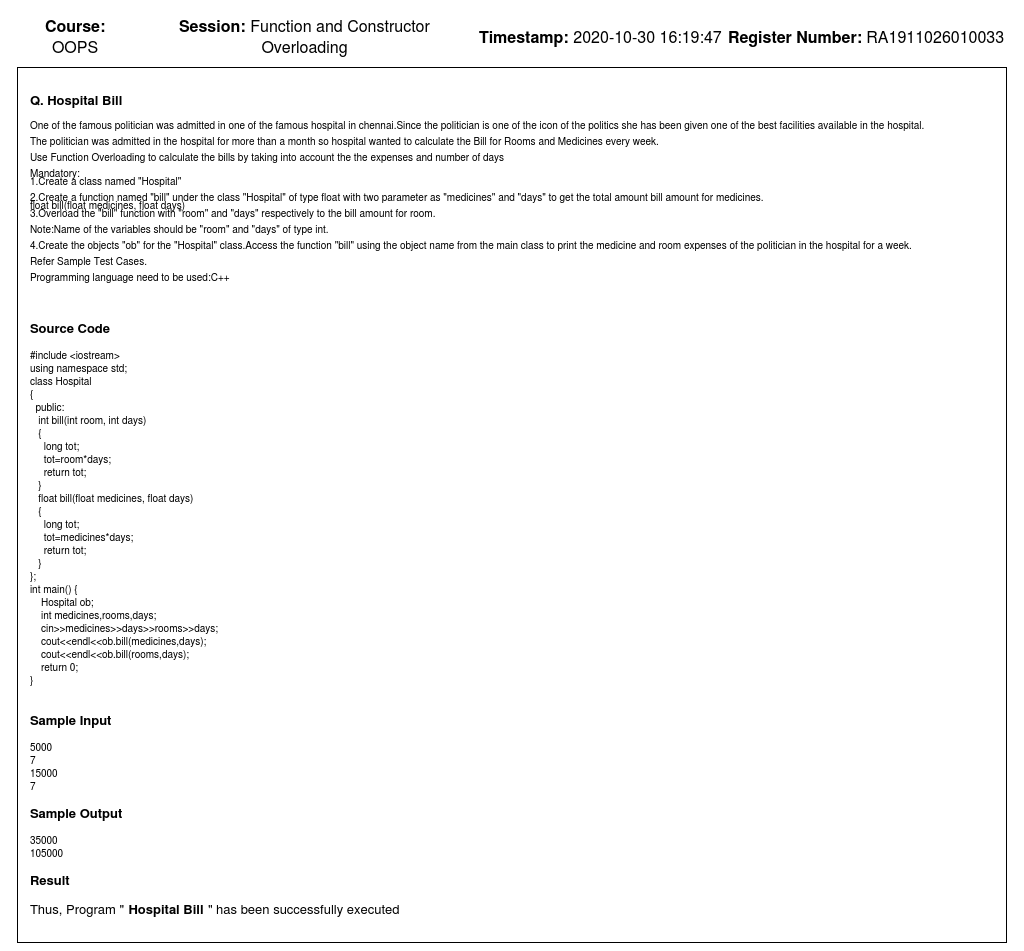 Course: OOPS
Session: Function and Constructor Overloading
Timestamp: 2020-10-30 16:19:47
Register Number: RA1911026010033
Q. Hospital Bill
One of the famous politician was admitted in one of the famous hospital in chennai.Since the politician is one of the icon of the politics she has been given one of the best facilities available in the hospital.
The politician was admitted in the hospital for more than a month so hospital wanted to calculate the Bill for Rooms and Medicines every week.
Use Function Overloading to calculate the bills by taking into account the the expenses and number of days
Mandatory:
1.Create a class named "Hospital"
2.Create a function named "bill" under the class "Hospital" of type float with two parameter as "medicines" and "days" to get the total amount bill amount for medicines.
float bill(float medicines, float days)
3.Overload the "bill" function with "room" and "days" respectively to the bill amount for room.
Note:Name of the variables should be "room" and "days" of type int.
4.Create the objects "ob" for the "Hospital" class.Access the function "bill" using the object name from the main class to print the medicine and room expenses of the politician in the hospital for a week.
Refer Sample Test Cases.
Programming language need to be used:C++
Source Code
#include <iostream>
using namespace std;
class Hospital
{
public:
int bill(int room, int days)
{
long tot;
tot=room*days;
return tot;
}
float bill(float medicines, float days)
{
long tot;
tot=medicines*days;
return tot;
}
};
int main() {
Hospital ob;
int medicines,rooms,days;
cin>>medicines>>days>>rooms>>days;
cout<<endl<<ob.bill(medicines,days);
cout<<endl<<ob.bill(rooms,days);
return 0;
}
Sample Input
5000
7
15000
7
Sample Output
35000
105000
Result
Thus, Program " Hospital Bill " has been successfully executed